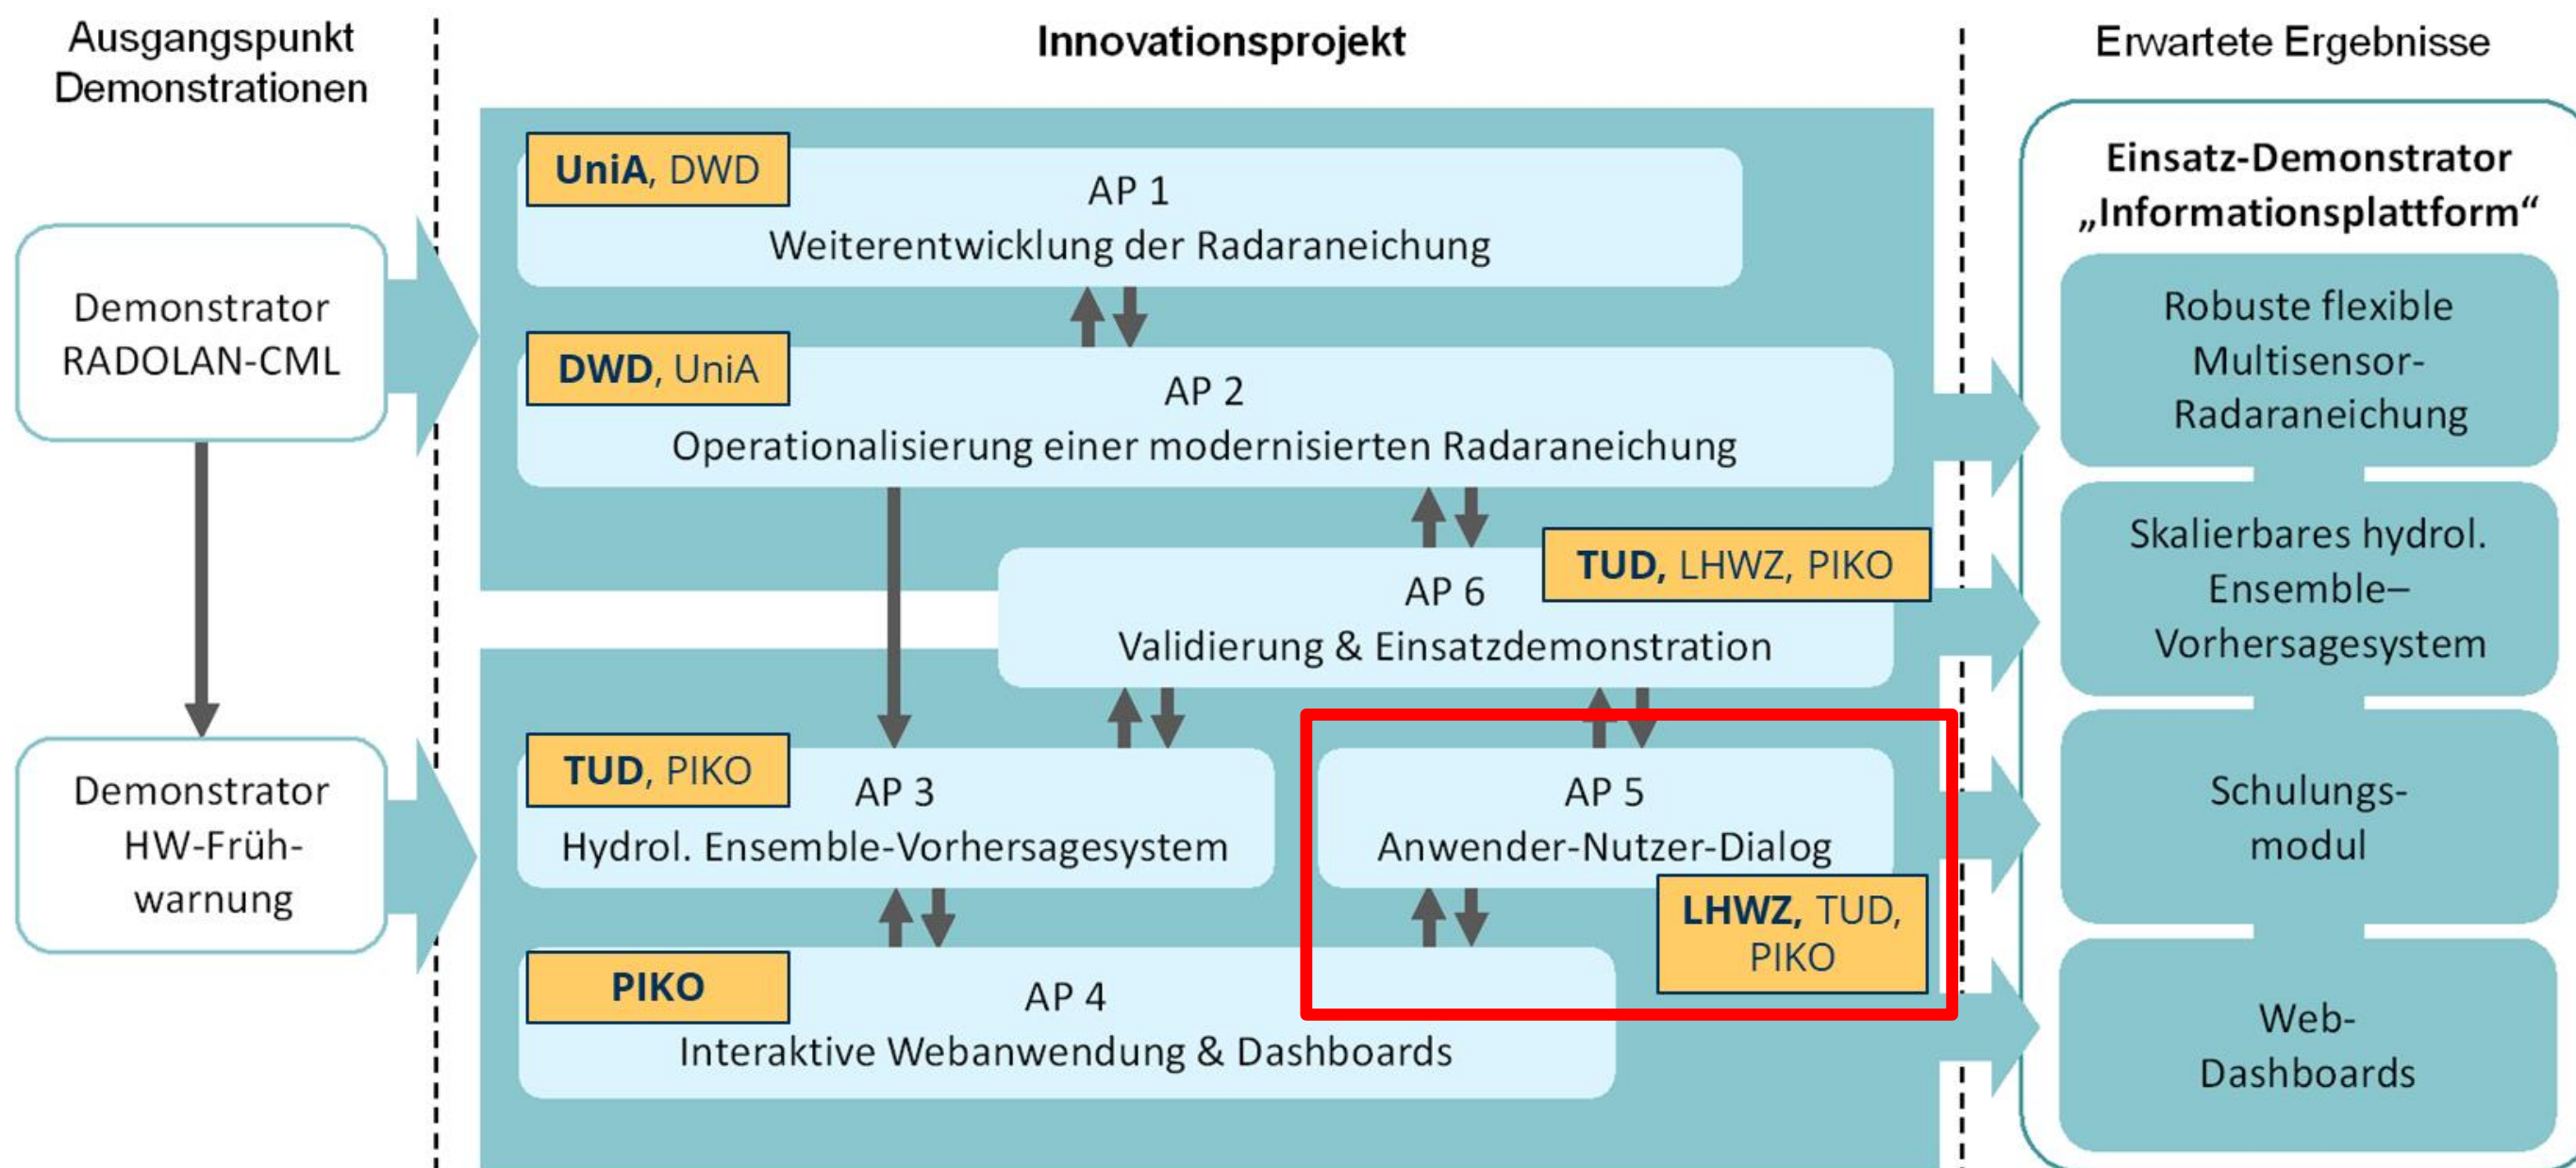 Ausgangspunkt
Demonstrationen
Innovationsprojekt
Erwartete Ergebnisse
Demonstrator
RADOLAN-CML
Demonstrator
HW-Früh-
warnung
UniA, DWD
AP 1
Weiterentwicklung der Radaraneichung
DWD, UniA
AP 2
Operationalisierung einer modernisierten Radaraneichung
TUD, LHWZ, PIKO
AP 6
Validierung & Einsatzdemonstration
TUD, PIKO
AP 3
Hydrol. Ensemble-Vorhersagesystem
AP 5
Anwender-Nutzer-Dialog
LHWZ, TUD,
PIKO
PIKO
AP 4
Interaktive Webanwendung & Dashboards
Einsatz-Demonstrator
„Informationsplattform“
Robuste flexible
Multisensor-
Radaraneichung
Skalierbares hydrol.
Ensemble–
Vorhersagesystem
Schulungs-
modul
Web-
Dashboards